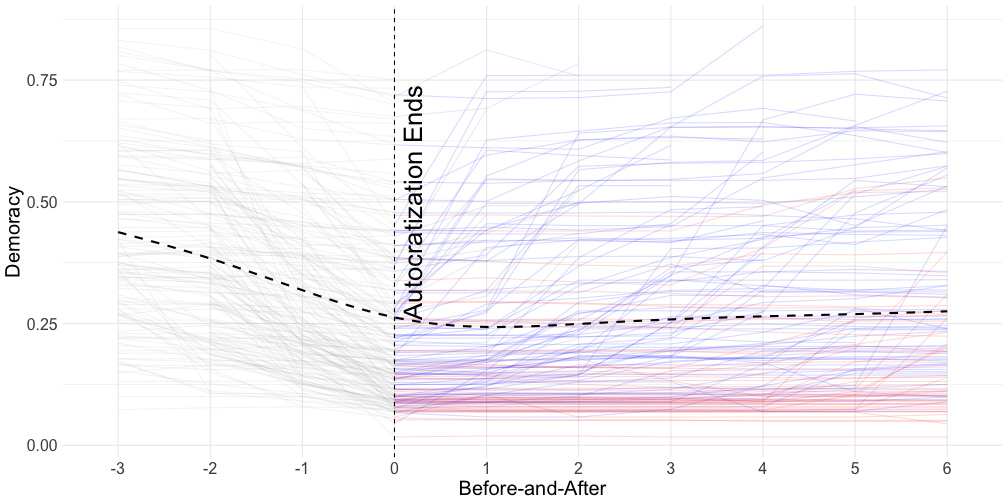 Demoracy
0.75
0.50
0.25
0.00
Autocratization Ends
-3 -2 -1 0 1 2 3 4 5 6
Before-and-After